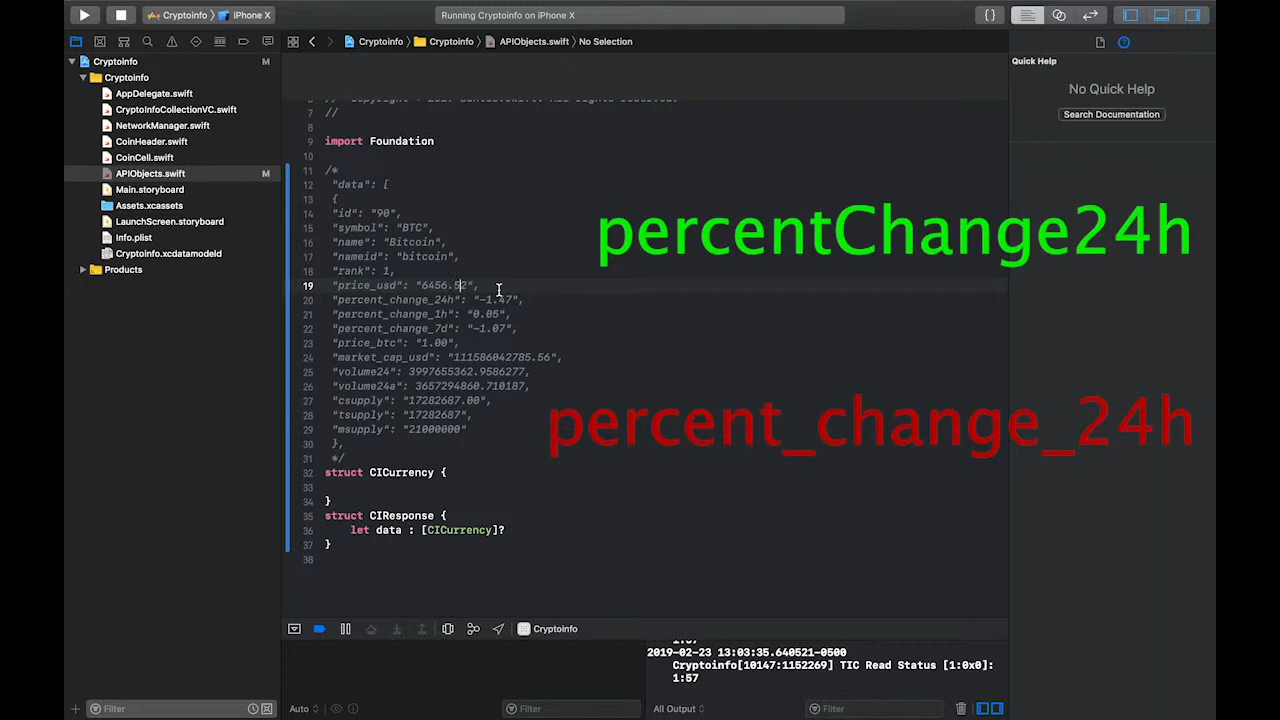 Cryptoinfo
iPhone X
Running Cryptoinfo on iPhone X
Cryptoinfo
Cryptoinfo
APIObjects.swift
No Selection
Cryptoinfo
M
Cryptoinfo
AppDelegate.swift
CryptoInfoCollectionVC.swift
NetworkManager.swift
CoinHeader.swift
CoinCell.swift
APIObjects.swift
M
Main.storyboard
Assets.xcassets
LaunchScreen.storyboard
Info.plist
Cryptoinfo.xcdatamodeld
Products
7 //
8
9 import Foundation
10
11 /*
12 "data": [
13 {
14 "id": "90",
15 "symbol": "BTC",
16 "name": "Bitcoin",
17 "nameid": "bitcoin",
18 "rank": 1,
19 "price_usd": "6456.52",
20 "percent_change_24h": "-1.47",
21 "percent_change_1h": "0.05",
22 "percent_change_7d": "-1.07",
23 "price_btc": "1.00",
24 "market_cap_usd": "111586042785.56",
25 "volume24": 3997655362.9586277,
26 "volume24a": 3657294860.710187,
27 "csupply": "17282687.00",
28 "tsupply": "17282687",
29 "msupply": "21000000"
30 },
31 */
32 struct CICurrency {
33
34 }
35 struct CIResponse {
36 let data : [CICurrency]?
37 }
38
percentChange24h
percent_change_24h
Quick Help
No Quick Help
Search Documentation
Cryptoinfo
2019-02-23 13:03:35.640521-0500
Cryptoinfo[10147:1152269] TIC Read Status [1:0x0]:
1:57
Filter
Auto
Filter
All Output
Filter